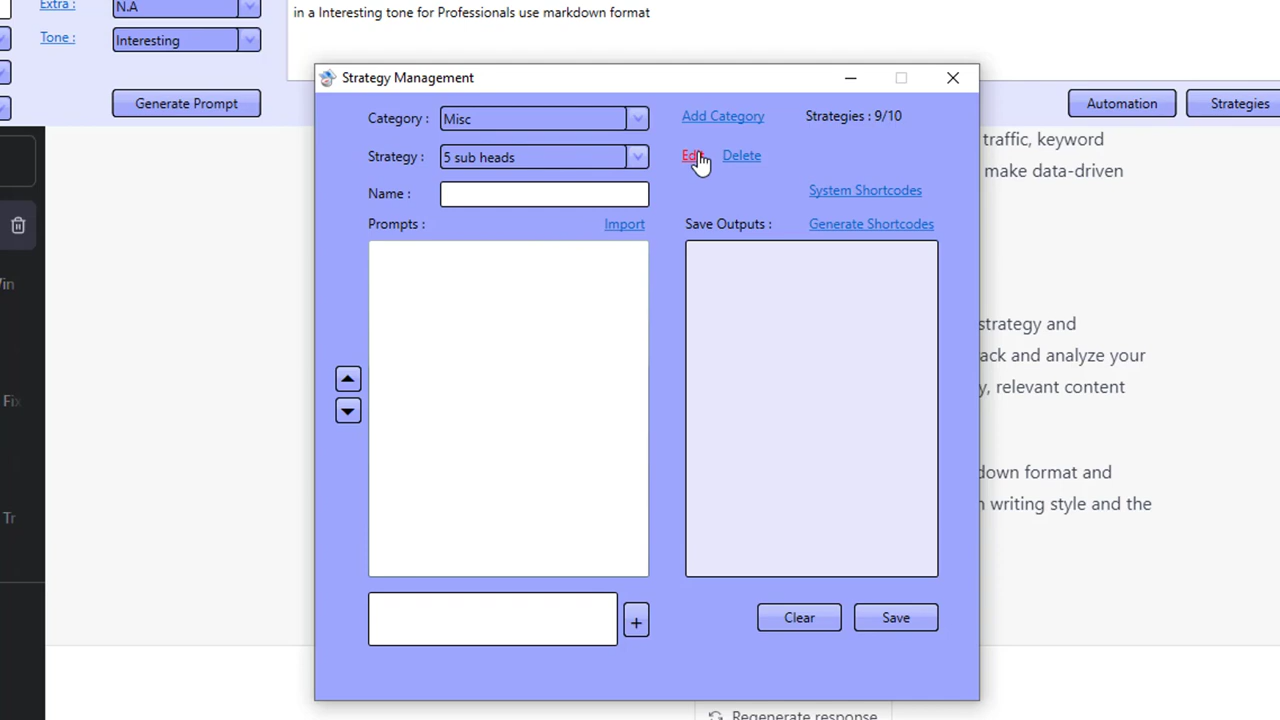 Extra :
N.A
in a Interesting tone for Professionals use markdown format
Tone :
Interesting
Generate Prompt
Automation
Strategies
Strategy Management
Category :
Misc
Add Category
Strategies : 9/10
Strategy :
5 sub heads
Edit
Delete
Name :
System Shortcodes
Prompts :
Import
Save Outputs :
Generate Shortcodes
Clear
Save
traffic, keyword
make data-driven
strategy and
ack and analyze your
y, relevant content
down format and
writing style and the
Fix
Tr
Regenerate response